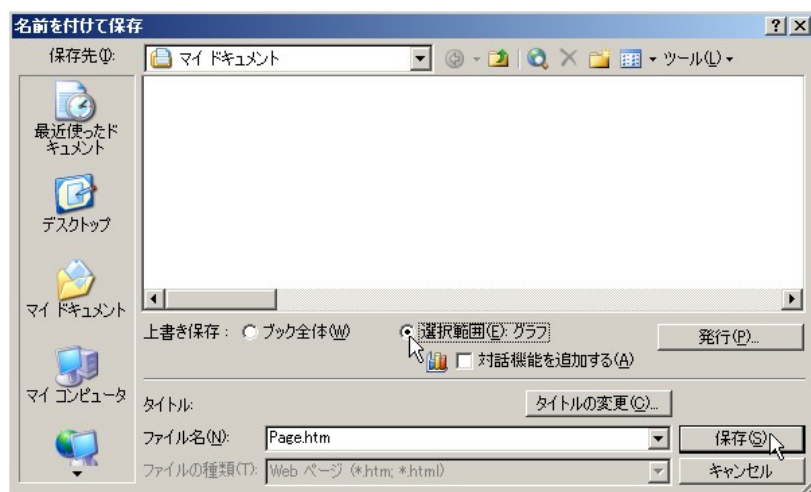 名前を付けて保存
保存先(I): マイ ドキュメント ツール(L)
最近使ったド
キュメント
デスクトップ
マイ ドキュメント
マイ コンピュータ
上書き保存： ブック全体(W) 選択範囲(E): グラフ 発行(P)...
対話機能を追加する(A)
タイトル: タイトルの変更(C)...
ファイル名(N): Page.htm 保存(S)
ファイルの種類(T): Web ページ (*.htm; *.html) キャンセル